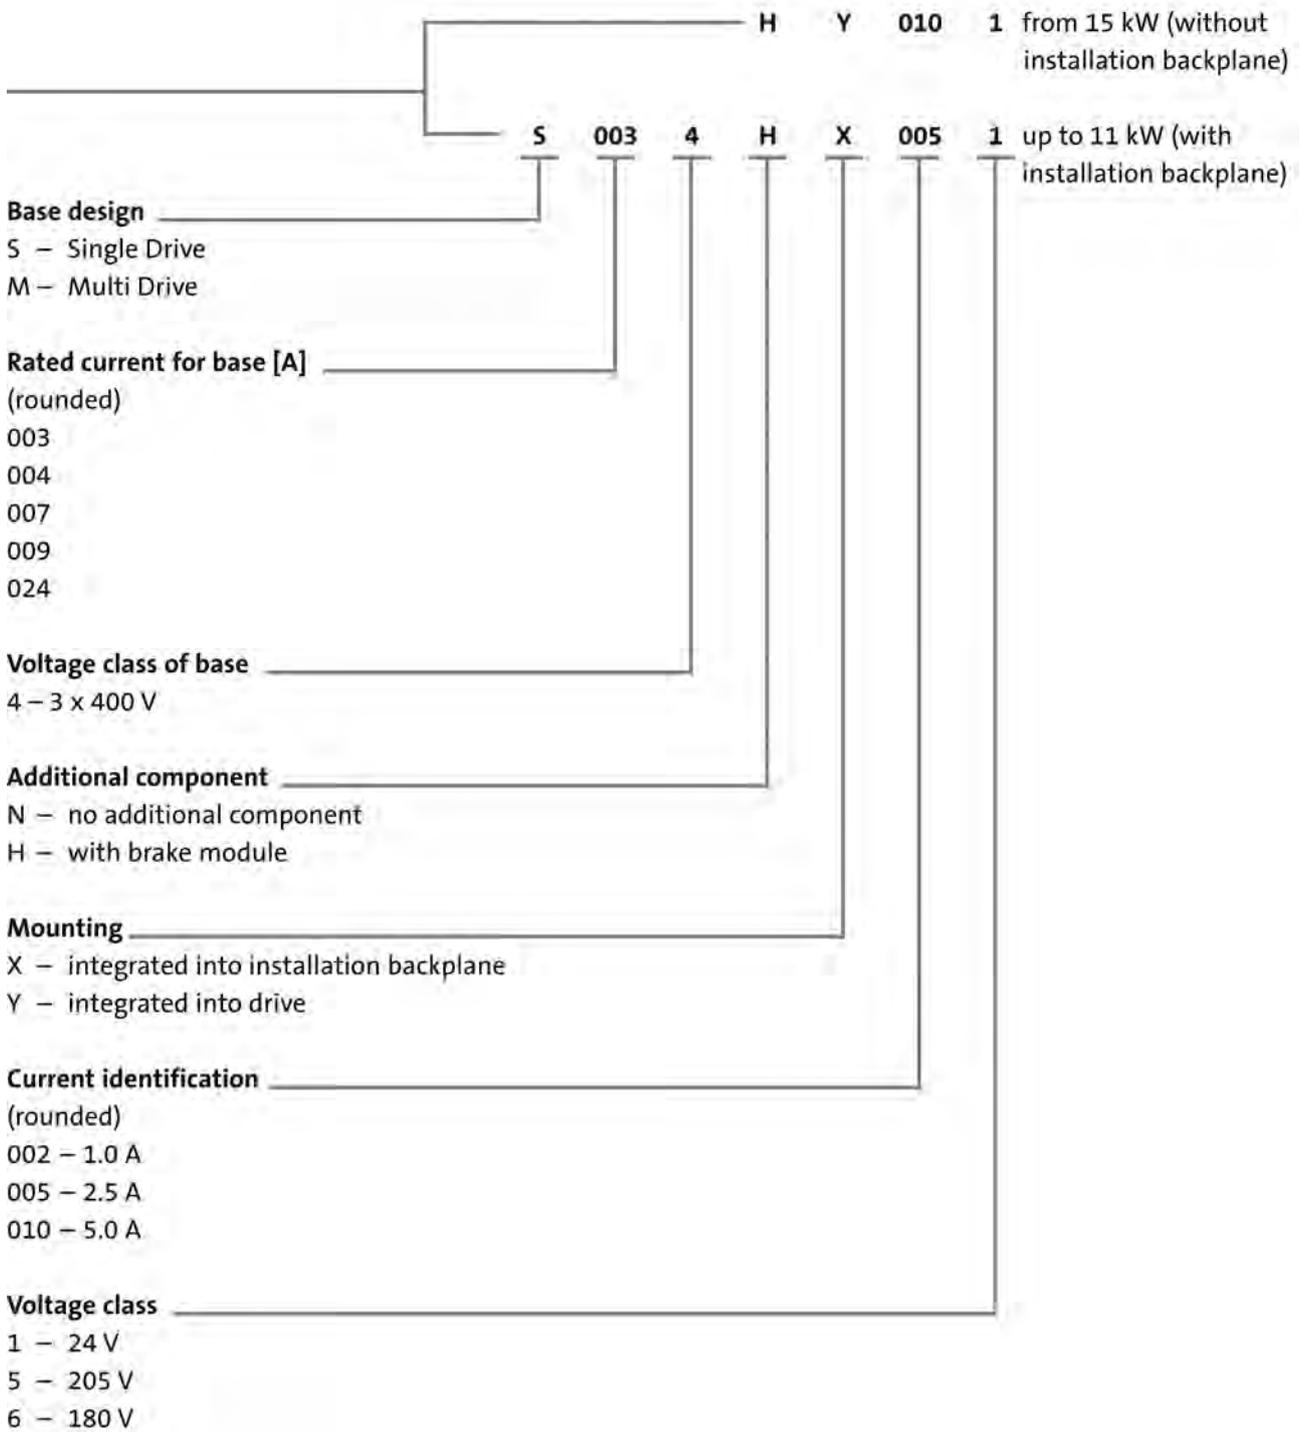 H Y 010 1 from 15 kW (without
installation backplane)
S 003 4 H X 005 1 up to 11 kW (with
installation backplane)
Base design
S – Single Drive
M – Multi Drive
Rated current for base [A]
(rounded)
003
004
007
009
024
Voltage class of base
4 – 3 x 400 V
Additional component
N – no additional component
H – with brake module
Mounting
X – integrated into installation backplane
Y – integrated into drive
Current identification
(rounded)
002 – 1.0 A
005 – 2.5 A
010 – 5.0 A
Voltage class
1 – 24 V
5 – 205 V
6 – 180 V